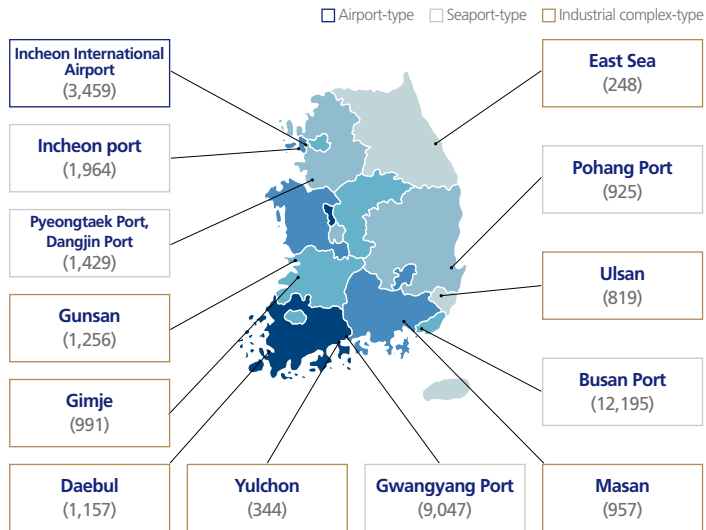 Airport-type
Seaport-type
Industrial complex-type
Incheon International
Airport
(3,459)
East Sea
(248)
Incheon port
(1,964)
Pohang Port
(925)
Pyeongtaek Port,
Dangjin Port
(1,429)
Ulsan
(819)
Gunsan
(1,256)
Busan Port
(12,195)
Gimje
(991)
Daebul
(1,157)
Yulchon
(344)
Gwangyang Port
(9,047)
Masan
(957)